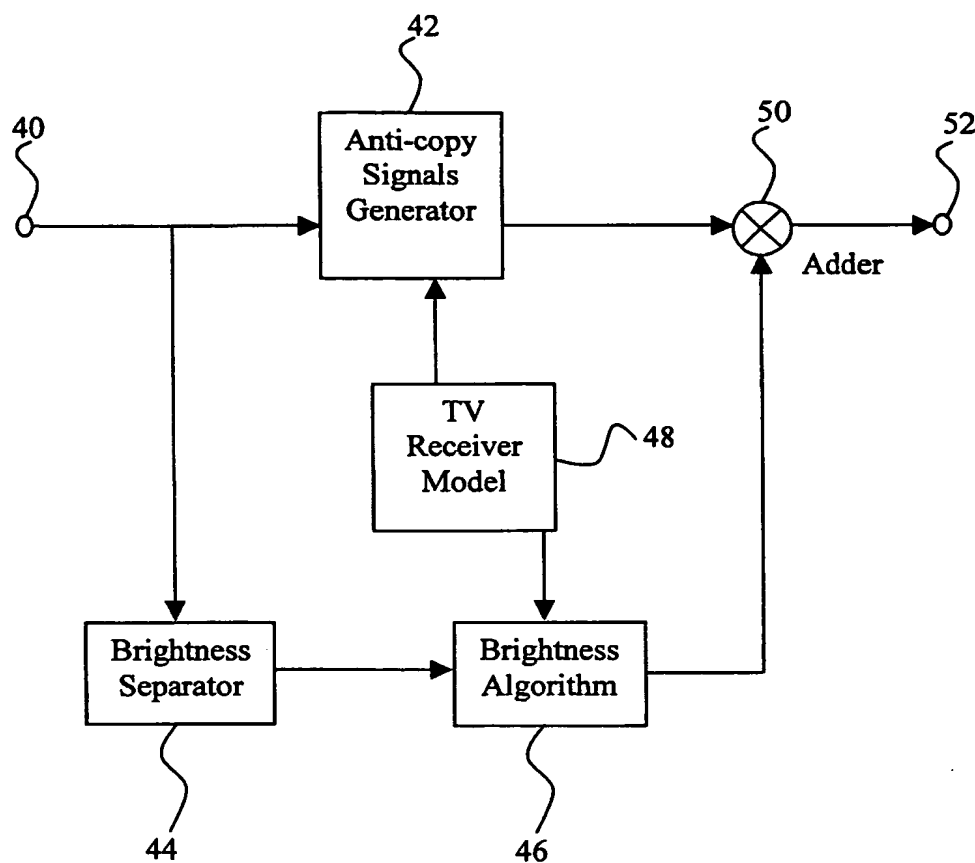 42
40
Anti-copy
Signals
Generator
50
52
Adder
TV
Receiver
Model
48
Brightness
Separator
Brightness
Algorithm
44
46